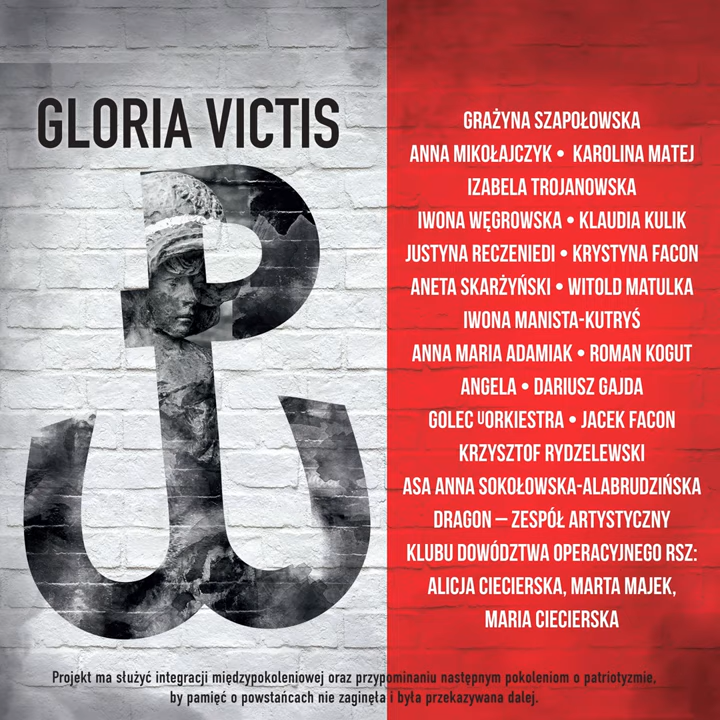 GLORIA VICTIS
GRAŻYNA SZAPOŁOWSKA
ANNA MIKOŁAJCZYK • KAROLINA MATEJ
IZABELA TROJANOWSKA
IWONA WĘGROWSKA • KLAUDIA KULIK
JUSTYNA RECZENIEDI • KRYSTYNA FACON
ANETA SKARŻYŃSKI • WITOLD MATULKA
IWONA MANISTA-KUTRYŚ
ANNA MARIA ADAMIAK • ROMAN KOGUT
ANGELA • DARIUSZ GAJDA
GOLEC uORKIESTRA • JACEK FACON
KRZYSZTOF RYDZELEWSKI
ASA ANNA SOKOŁOWSKA-ALABRUDZIŃSKA
DRAGON – ZESPÓŁ ARTYSTYCZNY
KLUBU DOWÓDZTWA OPERACYJNEGO RSZ:
ALICJA CIECIERSKA, MARTA MAJEK,
MARIA CIECIERSKA
Projekt ma służyć integracji międzypokoleniowej oraz przypominaniu następnym pokoleniom o patriotyzmie,
by pamięć o powstańcach nie zaginęła i była przekazywana dalej.